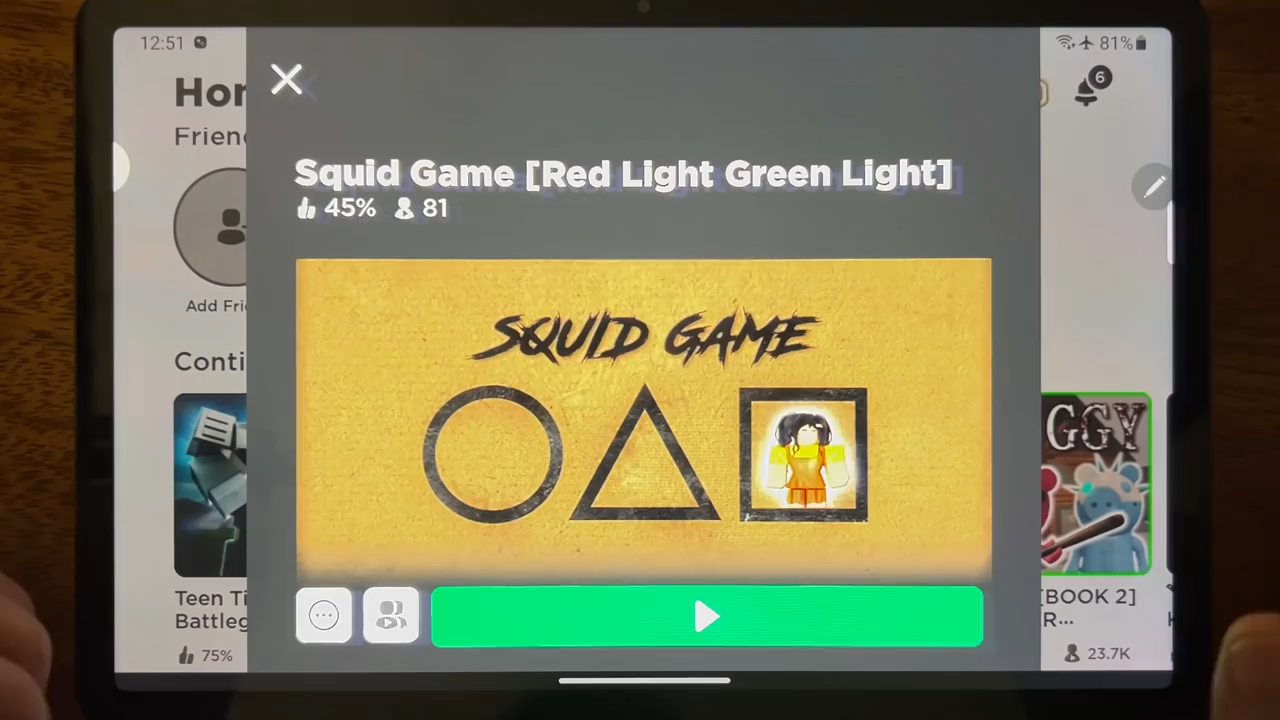 12:51
81%
Hor
6
Frien
Squid Game [Red Light Green Light]
45% 81
Add Frie
SQUID GAME
Conti
GGY
Teen Ti
Battleg
75%
[BOOK 2]
R...
23.7K